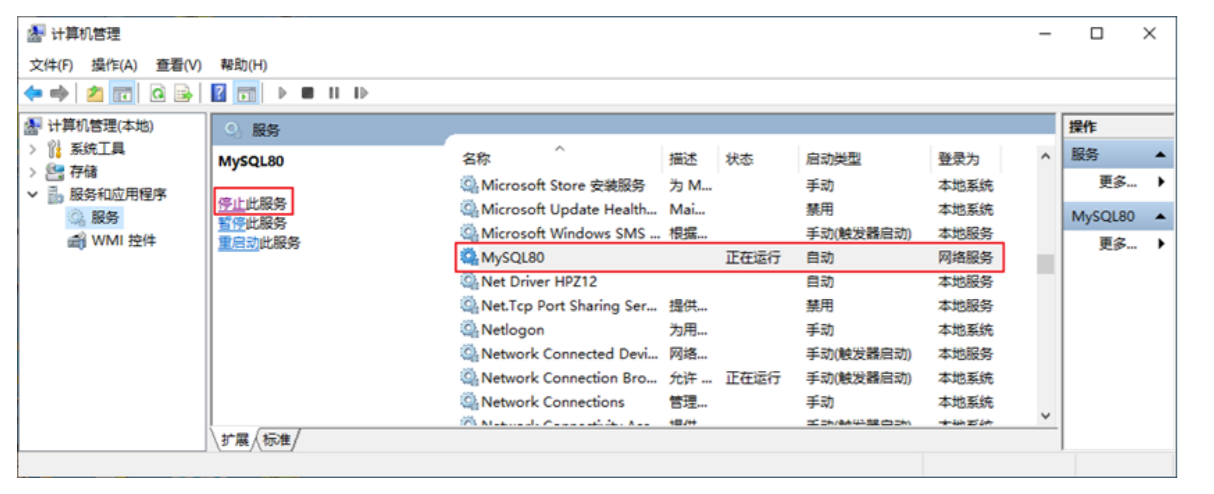 计算机管理
文件(F) 操作(A) 查看(V) 帮助(H)
计算机管理(本地)
系统工具
存储
服务和应用程序
服务
WMI 控件
服务
MySQL80
停止此服务
暂停此服务
重启动此服务
名称 描述 状态 启动类型 登录为
Microsoft Store 安装服务 为 M... 手动 本地系统
Microsoft Update Health... Mai... 禁用 本地系统
Microsoft Windows SMS ... 根据... 手动(触发器启动) 本地服务
MySQL80 正在运行 自动 网络服务
Net Driver HPZ12 自动 本地服务
Net.Tcp Port Sharing Ser... 提供... 禁用 本地服务
Netlogon 为用... 手动 本地系统
Network Connected Devi... 网络... 手动(触发器启动) 本地服务
Network Connection Bro... 允许 ... 正在运行 手动(触发器启动) 本地系统
Network Connections 管理... 手动 本地系统
扩展 标准
操作
服务
更多...
MySQL80
更多...